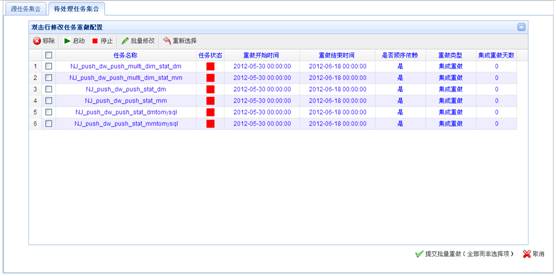 源任务集合 待处理任务集合
双击行修改任务重做配置
移除 启动 停止 批量修改 重新选择
任务名称 任务状态 重做开始时间 重做结束时间 是否顺序依赖 重做类型 集成重做天数
1 NJ_push_dw_push_multi_dim_stat_dm 2012-05-30 00:00:00 2012-06-18 00:00:00 是 集成重做 0
2 NJ_push_dw_push_multi_dim_stat_mm 2012-05-30 00:00:00 2012-06-18 00:00:00 是 集成重做 0
3 NJ_push_dw_push_stat_dm 2012-05-30 00:00:00 2012-06-18 00:00:00 是 集成重做 0
4 NJ_push_dw_push_stat_mm 2012-05-30 00:00:00 2012-06-18 00:00:00 是 集成重做 0
5 NJ_push_dw_push_stat_dmtomysql 2012-05-30 00:00:00 2012-06-18 00:00:00 是 集成重做 0
6 NJ_push_dw_push_stat_mmtomysql 2012-05-30 00:00:00 2012-06-18 00:00:00 是 集成重做 0
提交批量重做(全部而非选择项) 取消